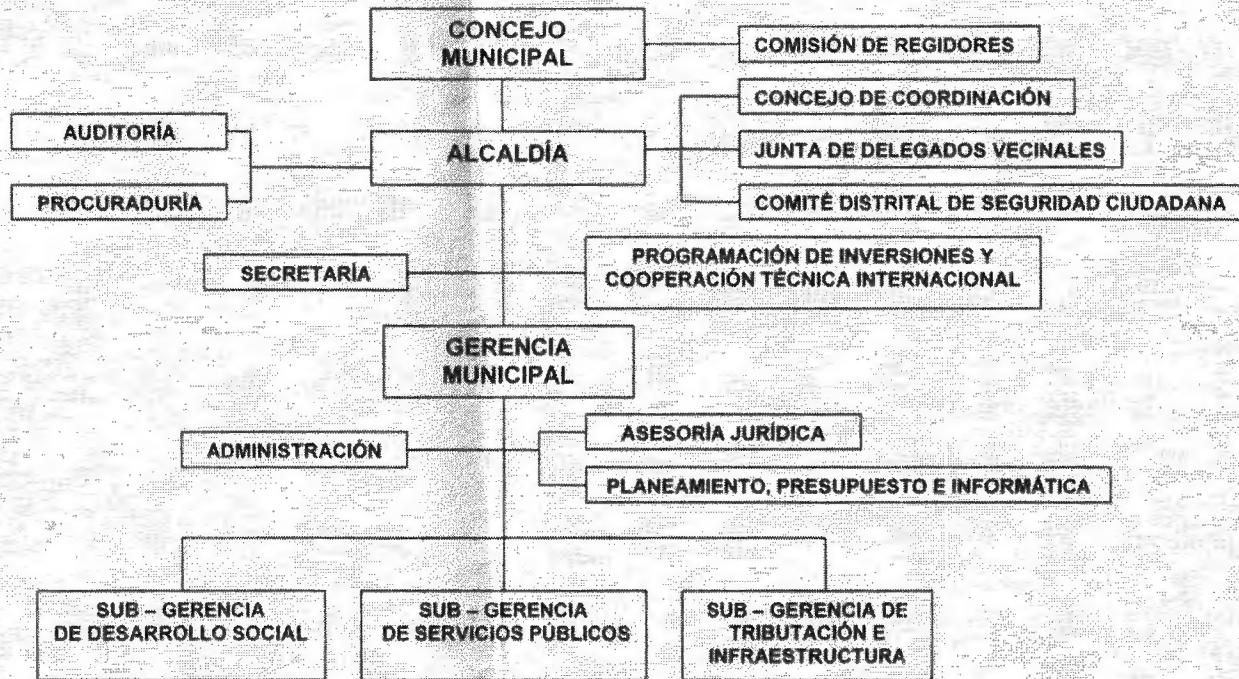 CONCEJO
MUNICIPAL
COMISIÓN DE REGIDORES
CONCEJO DE COORDINACIÓN
AUDITORÍA
ALCALDÍA
JUNTA DE DELEGADOS VECINALES
PROCURADURÍA
COMITÉ DISTRITAL DE SEGURIDAD CIUDADANA
SECRETARÍA
PROGRAMACIÓN DE INVERSIONES Y
COOPERACIÓN TÉCNICA INTERNACIONAL
GERENCIA
MUNICIPAL
ADMINISTRACIÓN
ASESORÍA JURÍDICA
PLANEAMIENTO, PRESUPUESTO E INFORMÁTICA
SUB – GERENCIA
DE DESARROLLO SOCIAL
SUB – GERENCIA
DE SERVICIOS PÚBLICOS
SUB – GERENCIA DE
TRIBUTACIÓN E
INFRAESTRUCTURA